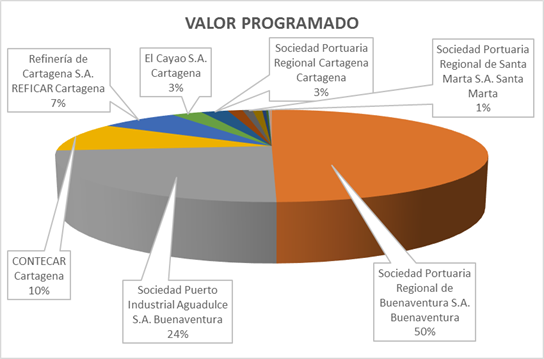 VALOR PROGRAMADO
Refinería de
Cartagena S.A.
REFICAR Cartagena
7%
El Cayao S.A.
Cartagena
3%
Sociedad Portuaria
Regional Cartagena
Cartagena
3%
Sociedad Portuaria
Regional de Santa
Marta S.A. Santa
Marta
1%
CONTECAR
Cartagena
10%
Sociedad Puerto
Industrial Aguadulce
S.A. Buenaventura
24%
Sociedad Portuaria
Regional de
Buenaventura S.A.
Buenaventura
50%